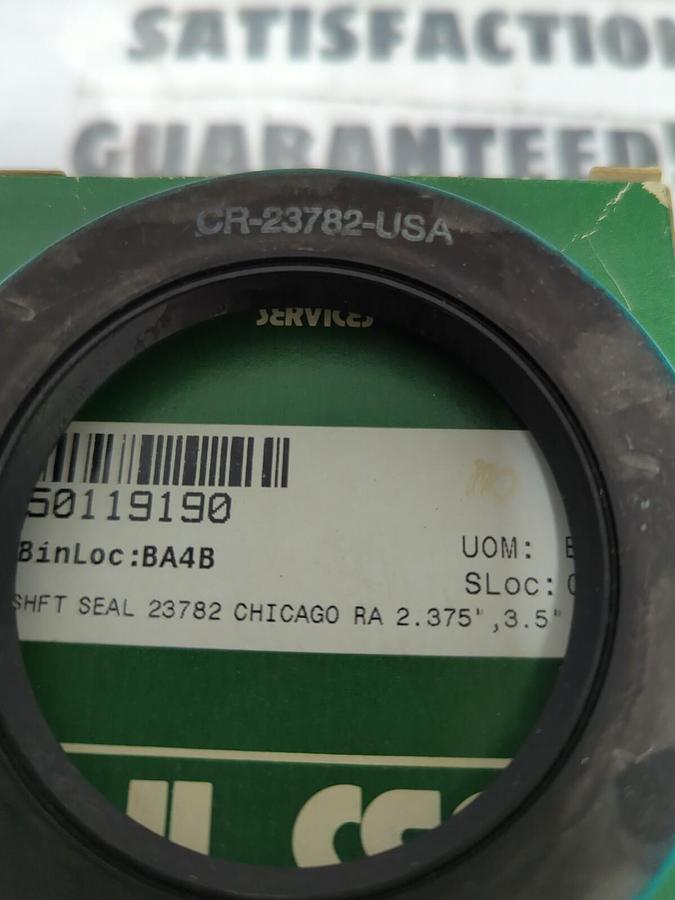 SATISFACTION
GUARANTEED!
CR-23782-USA
SERVICES
50119190
BinLoc:BA4B
UOM:
SLoc:
SHFT SEAL 23782 CHICAGO RA 2.375",3.5"